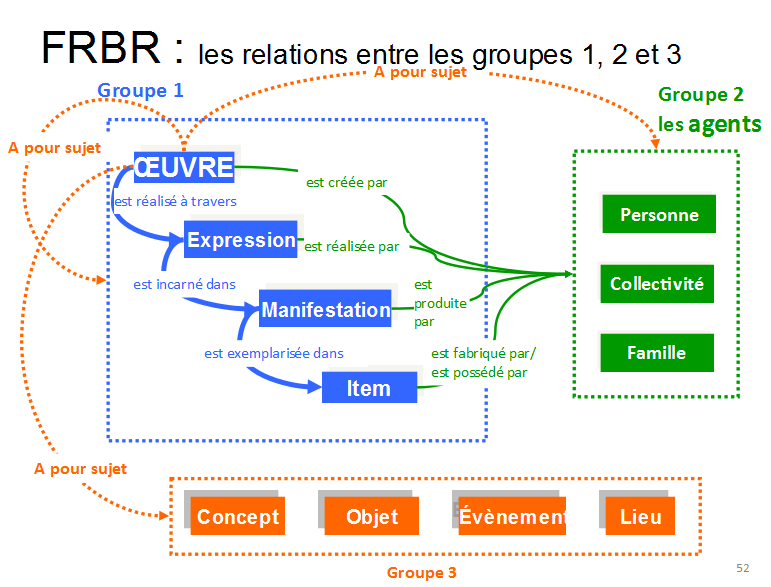 FRBR : les relations entre les groupes 1, 2 et 3
A pour sujet
Groupe 1
Groupe 2
les agents
A pour sujet
ŒUVRE
est créée par
est réalisé à travers
Personne
Expression
est réalisée par
est incarné dans
est
produite
par
Collectivité
Manifestation
est exemplarisée dans
est fabriqué par/
est possédé par
Famille
Item
A pour sujet
Concept
Objet
Évènement
Lieu
Groupe 3
52